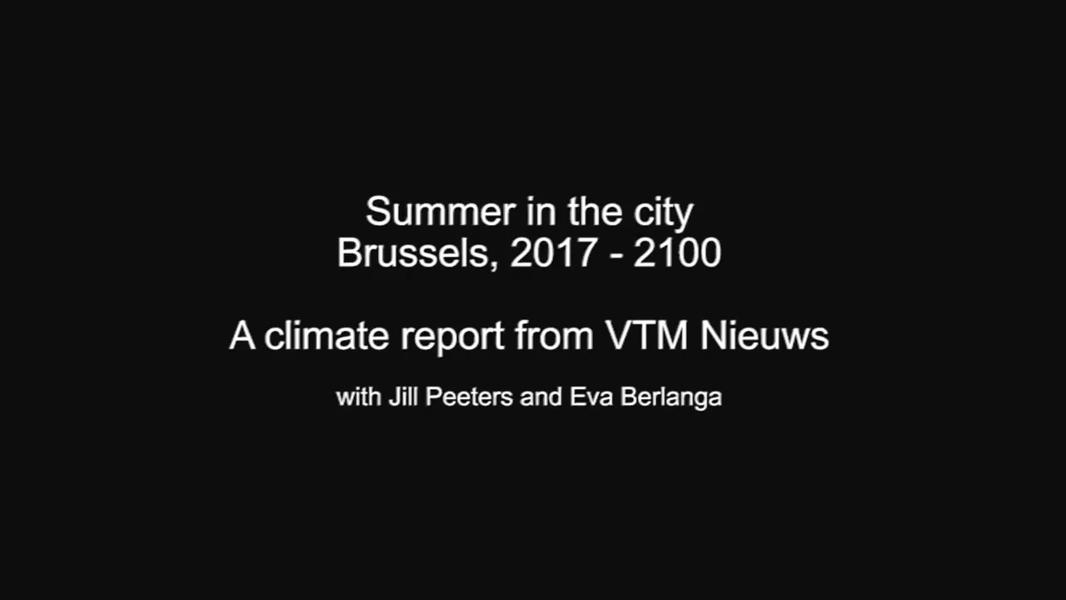 Summer in the city
Brussels, 2017 - 2100
A climate report from VTM Nieuws
with Jill Peeters and Eva Berlanga